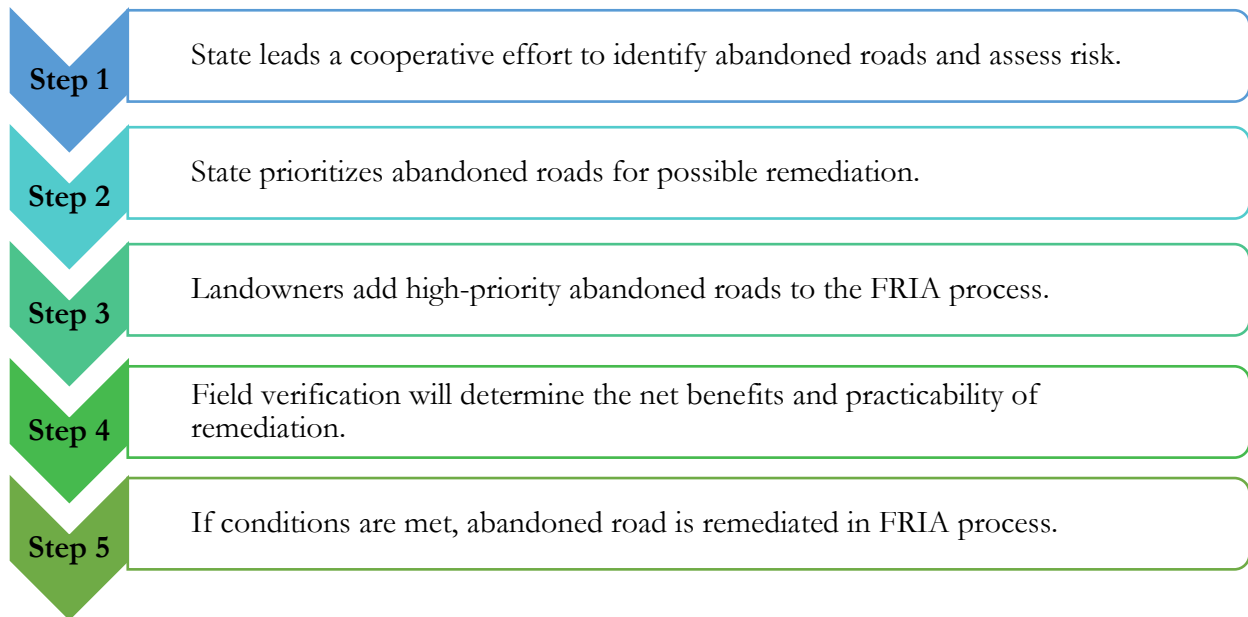 Step 1
State leads a cooperative effort to identify abandoned roads and assess risk.
Step 2
State prioritizes abandoned roads for possible remediation.
Step 3
Landowners add high-priority abandoned roads to the FRIA process.
Step 4
Field verification will determine the net benefits and practicability of
remediation.
Step 5
If conditions are met, abandoned road is remediated in FRIA process.